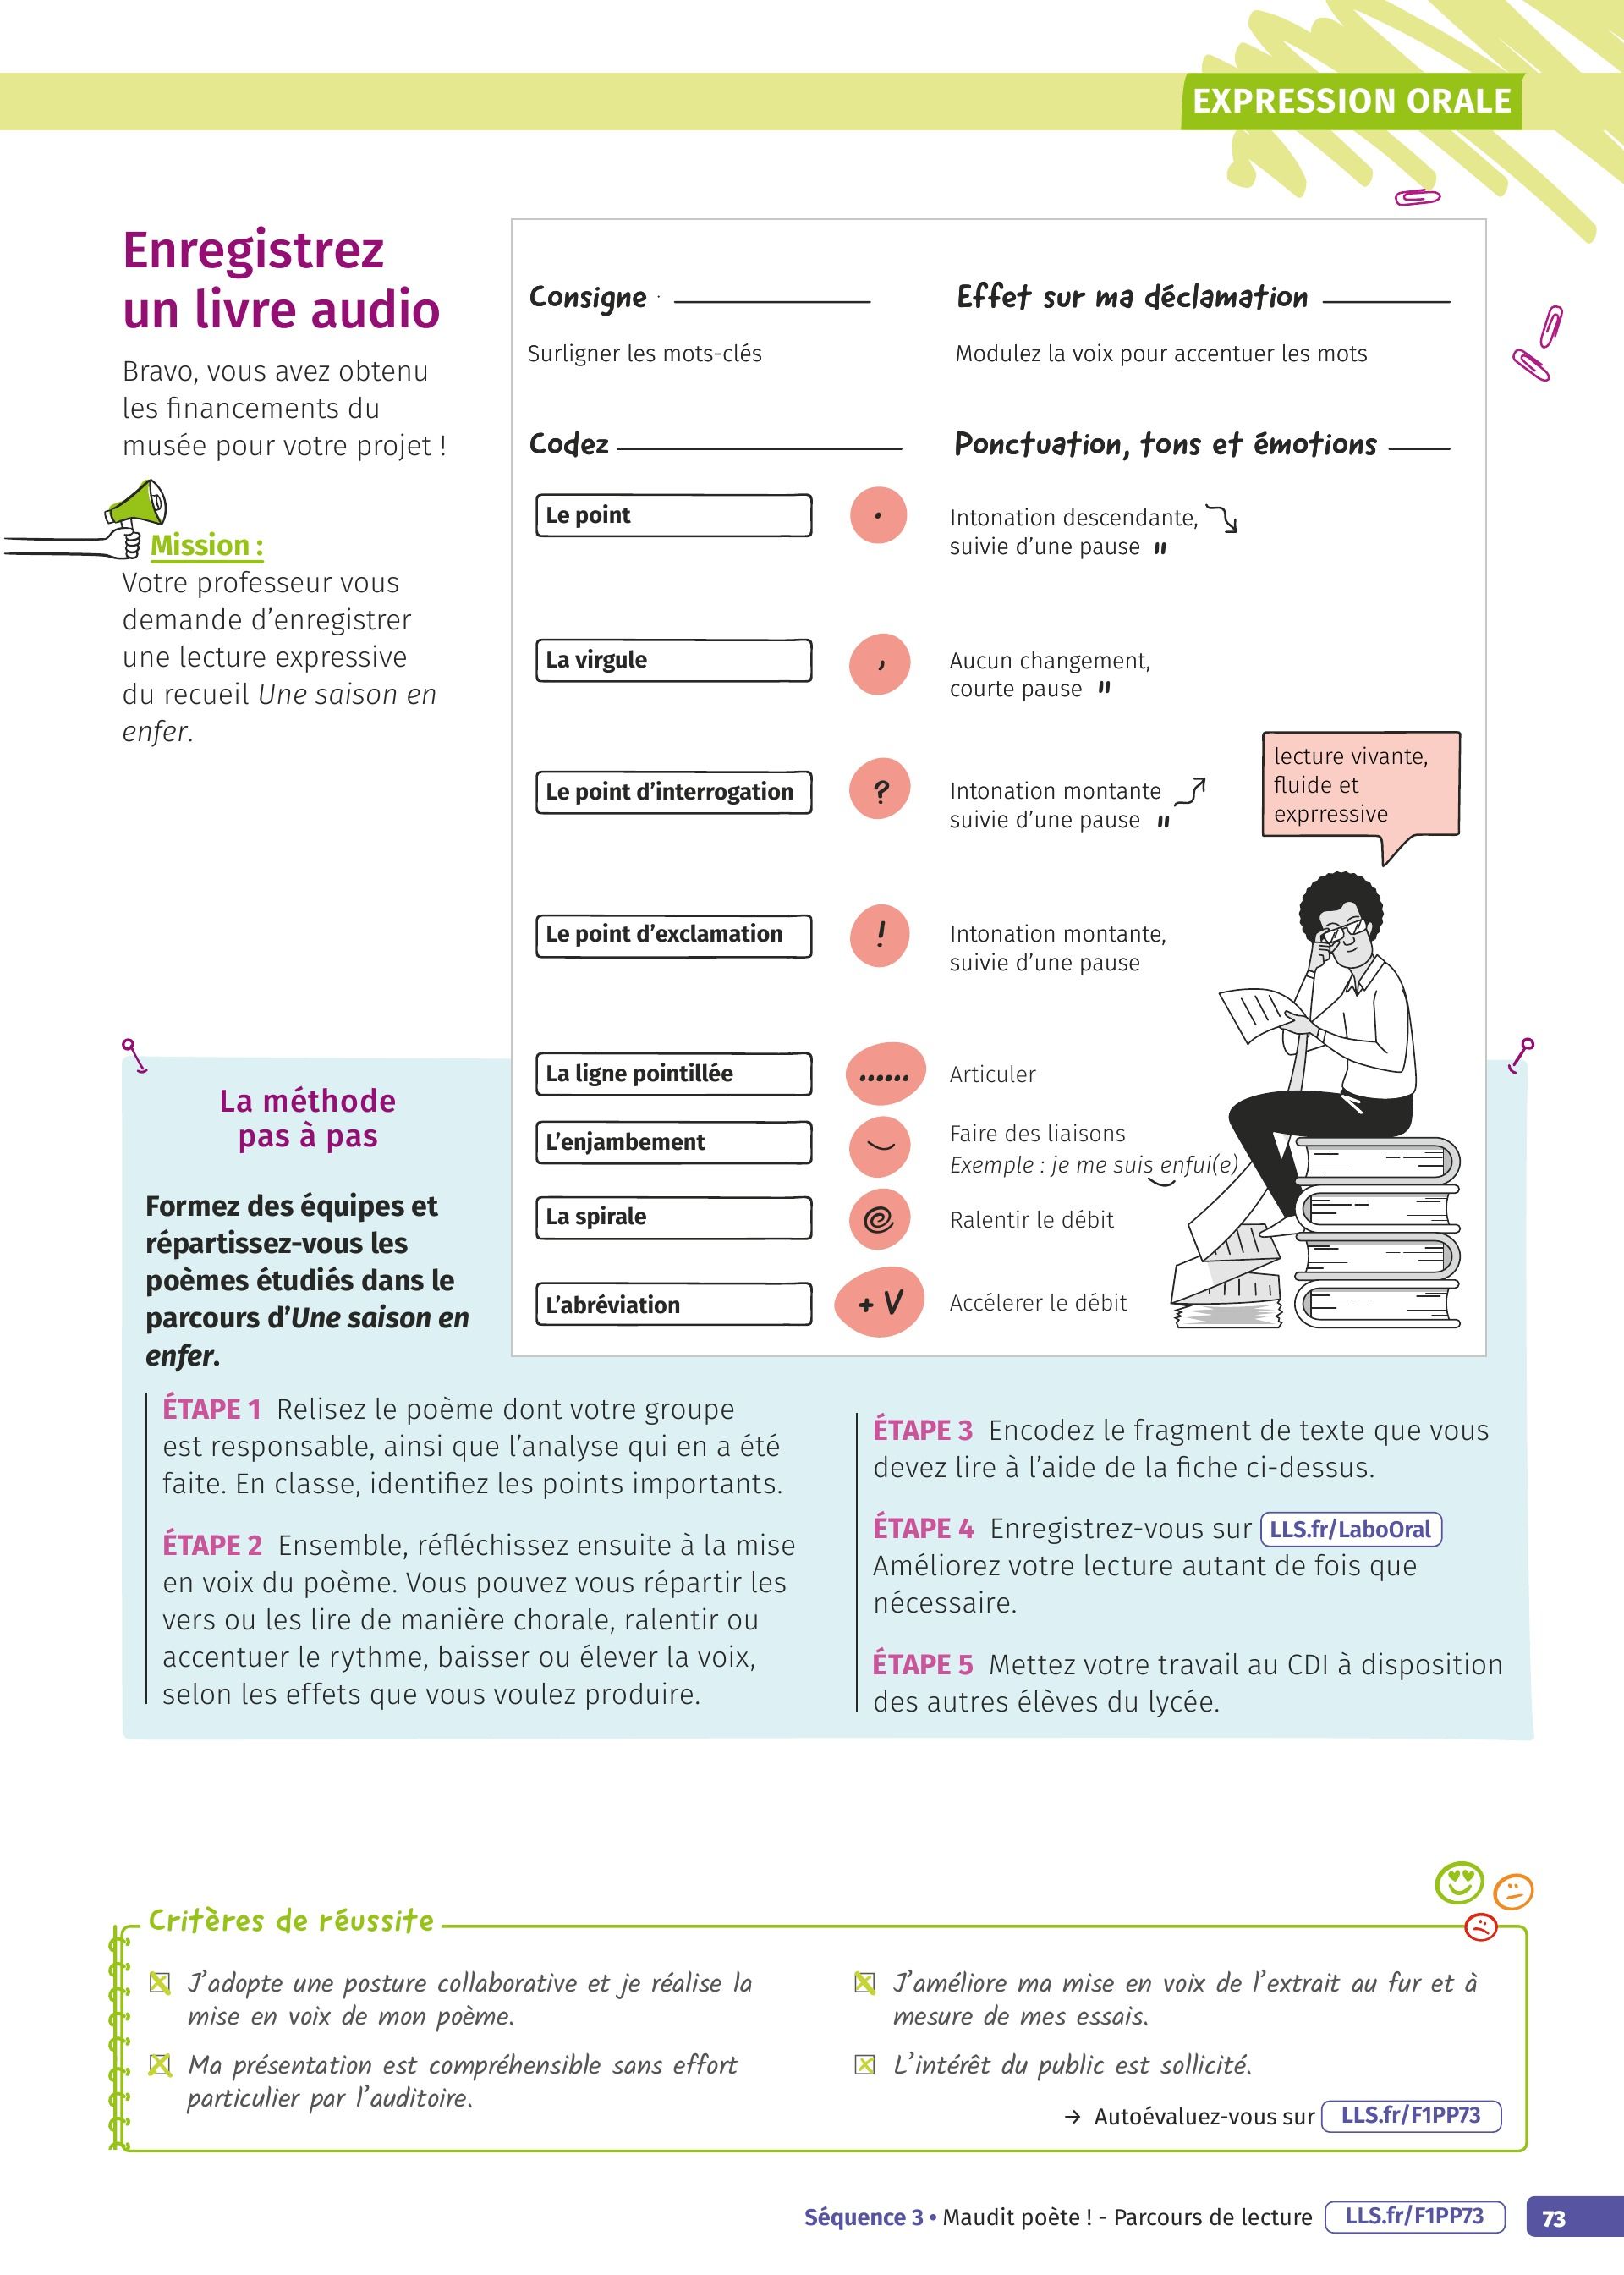 EXPRESSION ORALE
Enregistrez
un livre audio
Bravo, vous avez obtenu
les financements du
musée pour votre projet !
Mission :
Votre professeur vous
demande d’enregistrer
une lecture expressive
du recueil Une saison en
enfer.
Consigne
Effet sur ma déclamation
Surligner les mots-clés
Modulez la voix pour accentuer les mots
Codez
Ponctuation, tons et émotions
Le point
.
Intonation descendante,
suivie d’une pause "
La virgule
,
Aucun changement,
courte pause "
Le point d’interrogation
?
Intonation montante
suivie d’une pause "
lecture vivante,
fluide et
exprressive
Le point d’exclamation
!
Intonation montante,
suivie d’une pause
La ligne pointillée
......
Articuler
L’enjambement
Faire des liaisons
Exemple : je me suis enfui(e)
La spirale
Ralentir le débit
L’abréviation
+ V
Accélerer le débit
La méthode
pas à pas
Formez des équipes et
répartissez-vous les
poèmes étudiés dans le
parcours d’Une saison en
enfer.
ÉTAPE 1 Relisez le poème dont votre groupe
est responsable, ainsi que l’analyse qui en a été
faite. En classe, identifiez les points importants.
ÉTAPE 2 Ensemble, réfléchissez ensuite à la mise
en voix du poème. Vous pouvez vous répartir les
vers ou les lire de manière chorale, ralentir ou
accentuer le rythme, baisser ou élever la voix,
selon les effets que vous voulez produire.
ÉTAPE 3 Encodez le fragment de texte que vous
devez lire à l’aide de la fiche ci-dessus.
ÉTAPE 4 Enregistrez-vous sur LLS.fr/LaboOral
Améliorez votre lecture autant de fois que
nécessaire.
ÉTAPE 5 Mettez votre travail au CDI à disposition
des autres élèves du lycée.
Critères de réussite
J’adopte une posture collaborative et je réalise la
mise en voix de mon poème.
Ma présentation est compréhensible sans effort
particulier par l’auditoire.
J’améliore ma mise en voix de l’extrait au fur et à
mesure de mes essais.
L’intérêt du public est sollicité.
→ Autoévaluez-vous sur LLS.fr/F1PP73
Séquence 3 • Maudit poète ! - Parcours de lecture LLS.fr/F1PP73 73